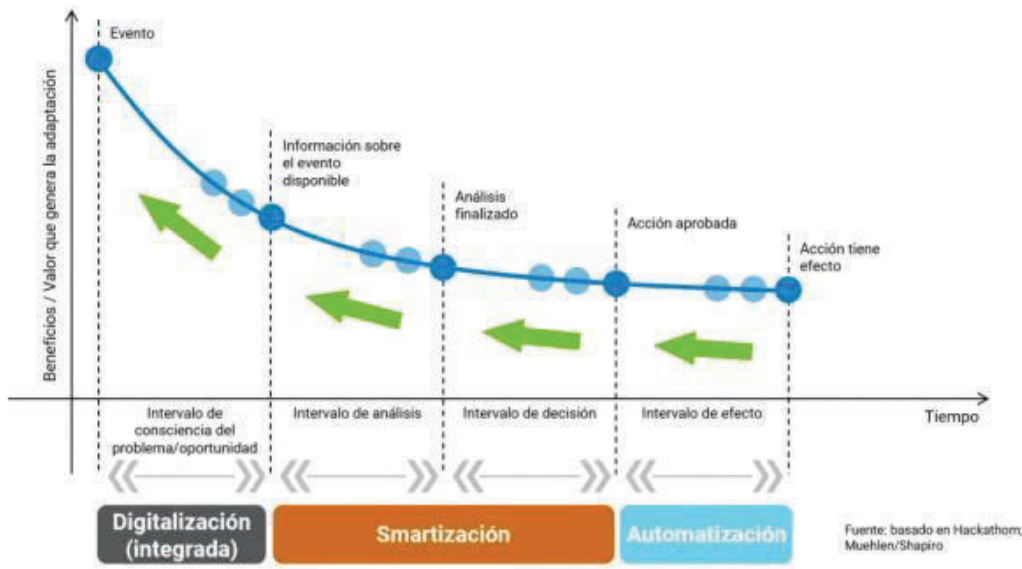 Evento
Información sobre
el evento
disponible
Análisis
finalizado
Acción aprobada
Acción tiene
efecto
Beneficios / Valor que genera la adaptación
Tiempo
Intervalo de
consciencia del
problema/oportunidad
Intervalo de análisis
Intervalo de decisión
Intervalo de efecto
Digitalización
(integrada)
Smartización
Automatización
Fuente; basado en Hackathorn;
Muehlen/Shapiro